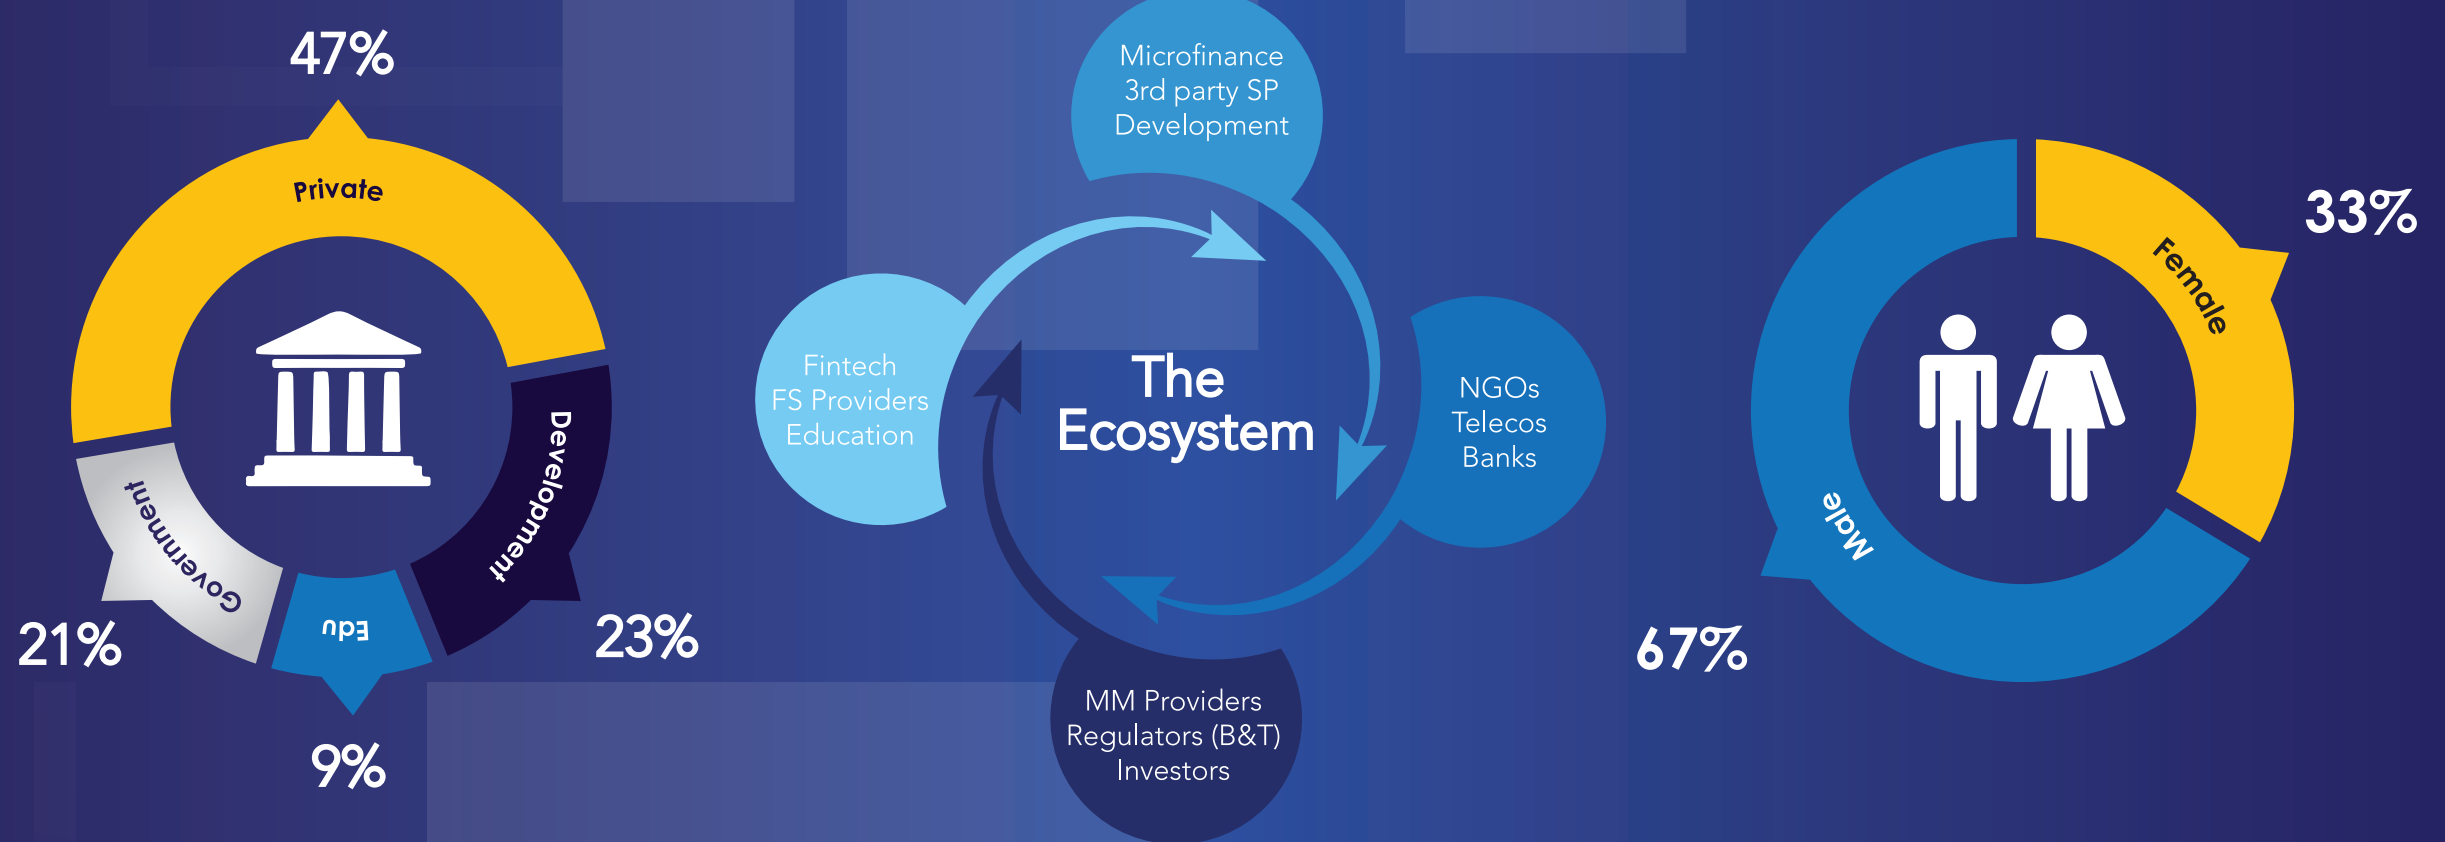 47%
Private
Development
23%
Edu
9%
Government
21%
Microfinance
3rd party SP
Development
Fintech
FS Providers
Education
The
Ecosystem
NGOs
Telecos
Banks
MM Providers
Regulators (B&T)
Investors
33%
Female
Male
67%